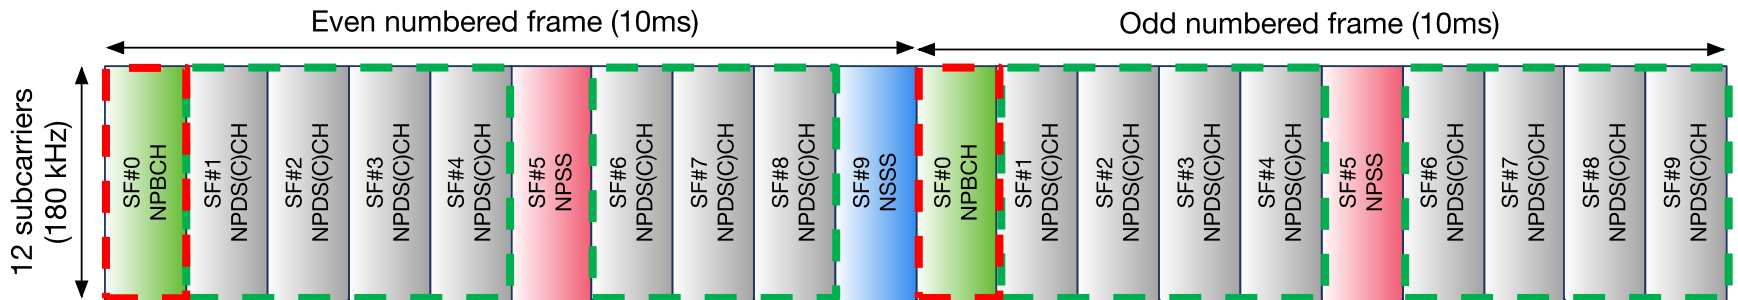 Even numbered frame (10ms)
Odd numbered frame (10ms)
12 subcarriers
(180 kHz)
SF#0
NPBCH
SF#1
NPDS(C)CH
SF#2
NPDS(C)CH
SF#3
NPDS(C)CH
SF#4
NPDS(C)CH
SF#5
NPSS
SF#6
NPDS(C)CH
SF#7
NPDS(C)CH
SF#8
NPDS(C)CH
SF#9
NSSS
SF#0
NPBCH
SF#1
NPDS(C)CH
SF#2
NPDS(C)CH
SF#3
NPDS(C)CH
SF#4
NPDS(C)CH
SF#5
NPSS
SF#6
NPDS(C)CH
SF#7
NPDS(C)CH
SF#8
NPDS(C)CH
SF#9
NPDS(C)CH